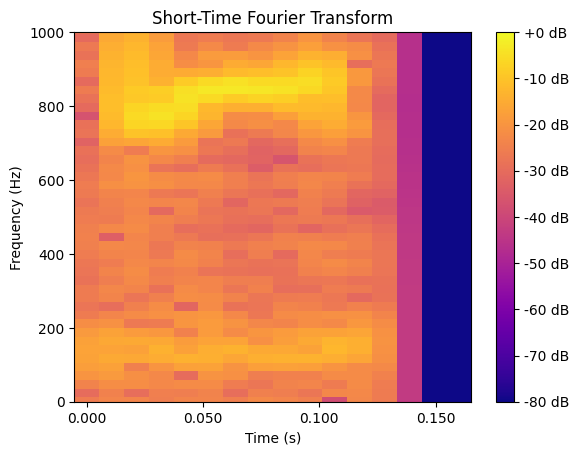 Short-Time Fourier Transform
1000
800
600
400
200
0
Frequency (Hz)
0.000
0.050
0.100
0.150
Time (s)
+0 dB
-10 dB
-20 dB
-30 dB
-40 dB
-50 dB
-60 dB
-70 dB
-80 dB